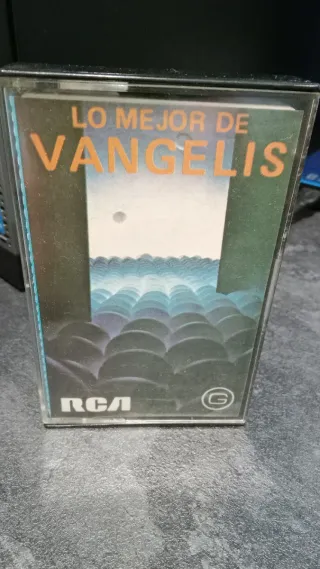 LO MEJOR DE
VANGELIS
RCA
G